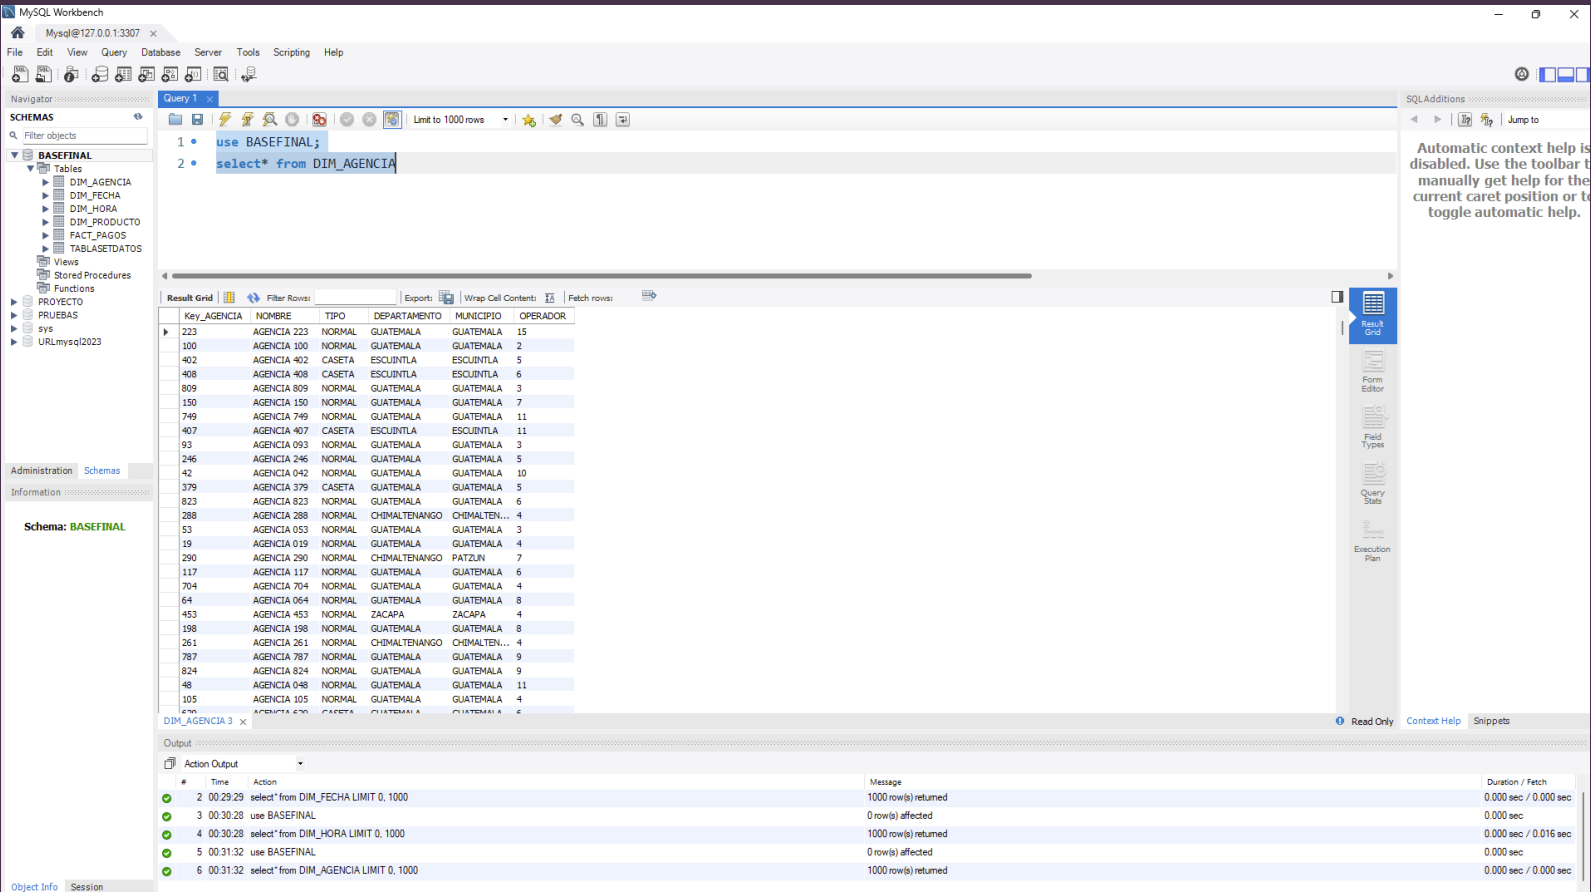 MySQL Workbench
Mysql@127.0.0.1:3307
File Edit View Query Database Server Tools Scripting Help
Navigator
SCHEMAS
Filter objects
BASEFINAL
Tables
DIM_AGENCIA
DIM_FECHA
DIM_HORA
DIM_PRODUCTO
FACT_PAGOS
TABLASETDATOS
Views
Stored Procedures
Functions
PROYECTO
PRUEBAS
sys
URLmysql2023
Administration Schemas
Information
Schema: BASEFINAL
Object Info Session
Query 1
Limit to 1000 rows
1 use BASEFINAL;
2 select* from DIM_AGENCIA
Result Grid Filter Rows: Export: Wrap Cell Content: Fetch rows:
Key_AGENCIA NOMBRE TIPO DEPARTAMENTO MUNICIPIO OPERADOR
223 AGENCIA 223 NORMAL GUATEMALA GUATEMALA 15
100 AGENCIA 100 NORMAL GUATEMALA GUATEMALA 2
402 AGENCIA 402 CASETA ESCUINTLA ESCUINTLA 5
408 AGENCIA 408 CASETA ESCUINTLA ESCUINTLA 6
809 AGENCIA 809 NORMAL GUATEMALA GUATEMALA 3
150 AGENCIA 150 NORMAL GUATEMALA GUATEMALA 7
749 AGENCIA 749 NORMAL GUATEMALA GUATEMALA 11
407 AGENCIA 407 CASETA ESCUINTLA ESCUINTLA 11
93 AGENCIA 093 NORMAL GUATEMALA GUATEMALA 3
246 AGENCIA 246 NORMAL GUATEMALA GUATEMALA 5
42 AGENCIA 042 NORMAL GUATEMALA GUATEMALA 10
379 AGENCIA 379 CASETA GUATEMALA GUATEMALA 5
823 AGENCIA 823 NORMAL GUATEMALA GUATEMALA 6
288 AGENCIA 288 NORMAL CHIMALTENANGO CHIMALTEN... 4
53 AGENCIA 053 NORMAL GUATEMALA GUATEMALA 3
19 AGENCIA 019 NORMAL GUATEMALA GUATEMALA 4
290 AGENCIA 290 NORMAL CHIMALTENANGO PATZUN 7
117 AGENCIA 117 NORMAL GUATEMALA GUATEMALA 6
704 AGENCIA 704 NORMAL GUATEMALA GUATEMALA 4
64 AGENCIA 064 NORMAL GUATEMALA GUATEMALA 8
453 AGENCIA 453 NORMAL ZACAPA ZACAPA 4
198 AGENCIA 198 NORMAL GUATEMALA GUATEMALA 8
261 AGENCIA 261 NORMAL CHIMALTENANGO CHIMALTEN... 4
787 AGENCIA 787 NORMAL GUATEMALA GUATEMALA 9
824 AGENCIA 824 NORMAL GUATEMALA GUATEMALA 9
48 AGENCIA 048 NORMAL GUATEMALA GUATEMALA 11
105 AGENCIA 105 NORMAL GUATEMALA GUATEMALA 4
DIM_AGENCIA 3
Read Only
Result
Grid
Form
Editor
Field
Types
Query
Stats
Execution
Plan
SQLAdditions
Jump to
Automatic context help is
disabled. Use the toolbar t
manually get help for the
current caret position or to
toggle automatic help.
Context Help Snippets
Output
Action Output
# Time Action Message Duration / Fetch
2 00:29:29 select* from DIM_FECHA LIMIT 0, 1000 1000 row(s) returned 0.000 sec / 0.000 sec
3 00:30:28 use BASEFINAL 0 row(s) affected 0.000 sec
4 00:30:28 select* from DIM_HORA LIMIT 0, 1000 1000 row(s) returned 0.000 sec / 0.016 sec
5 00:31:32 use BASEFINAL 0 row(s) affected 0.000 sec
6 00:31:32 select* from DIM_AGENCIA LIMIT 0, 1000 1000 row(s) returned 0.000 sec / 0.000 sec